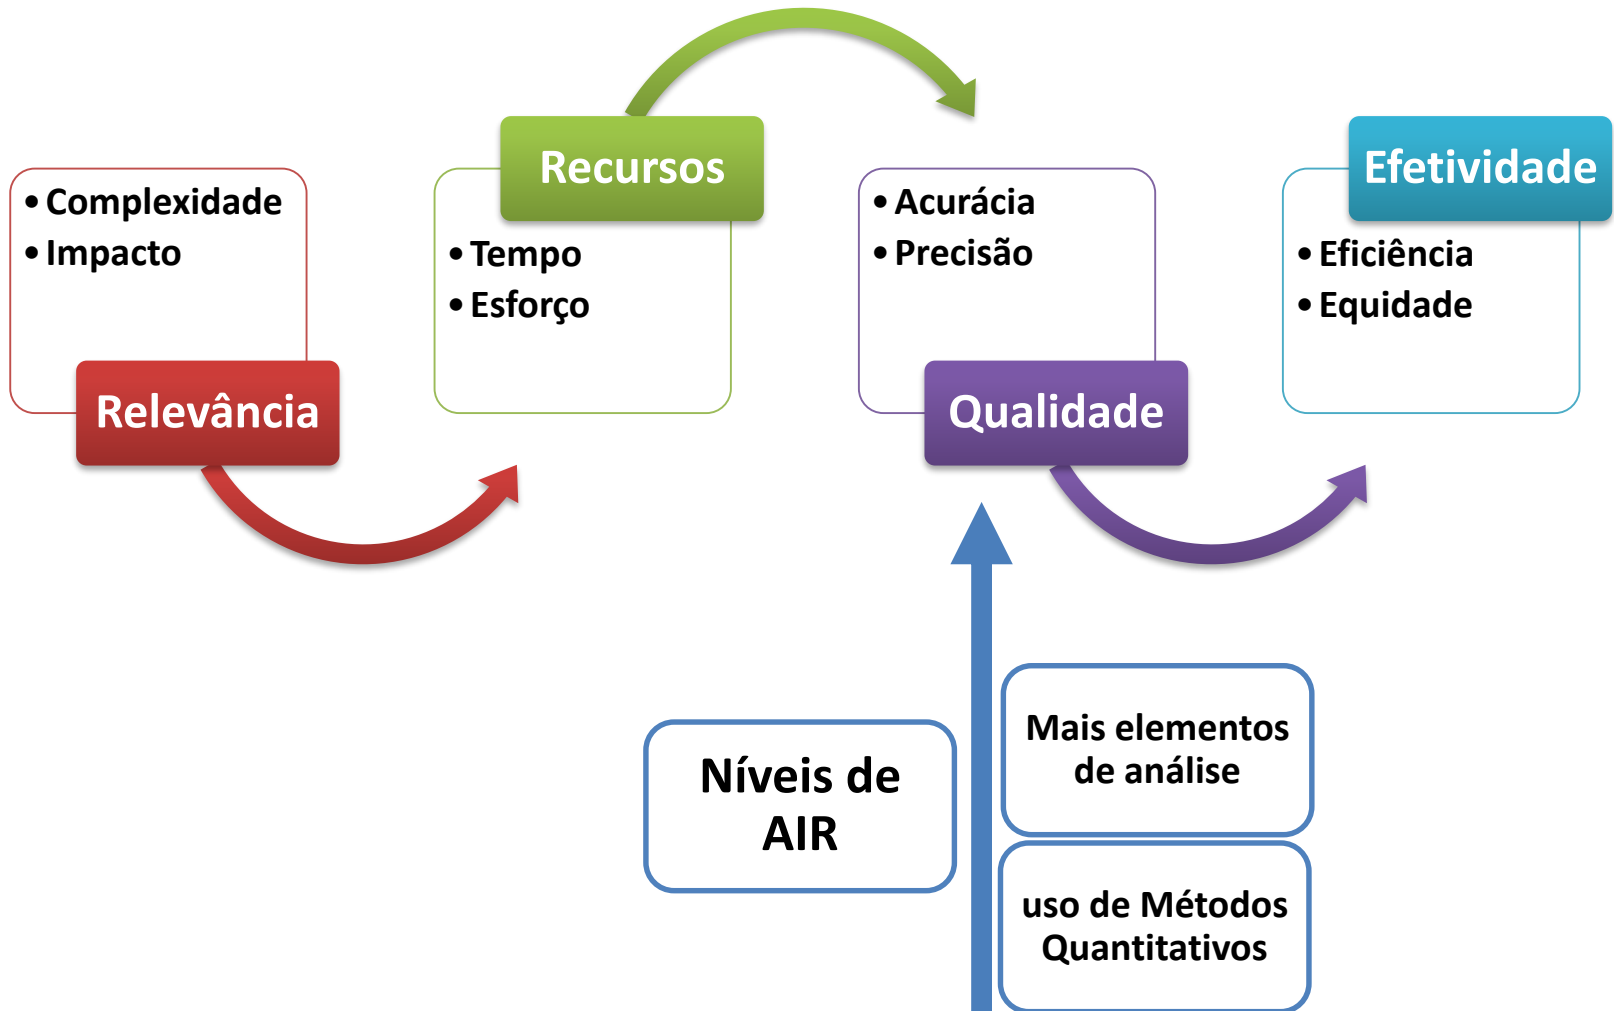 • Complexidade
• Impacto
Relevância
Recursos
• Tempo
• Esforço
• Acurácia
• Precisão
Qualidade
Efetividade
• Eficiência
• Equidade
Níveis de
AIR
Mais elementos
de análise
uso de Métodos
Quantitativos